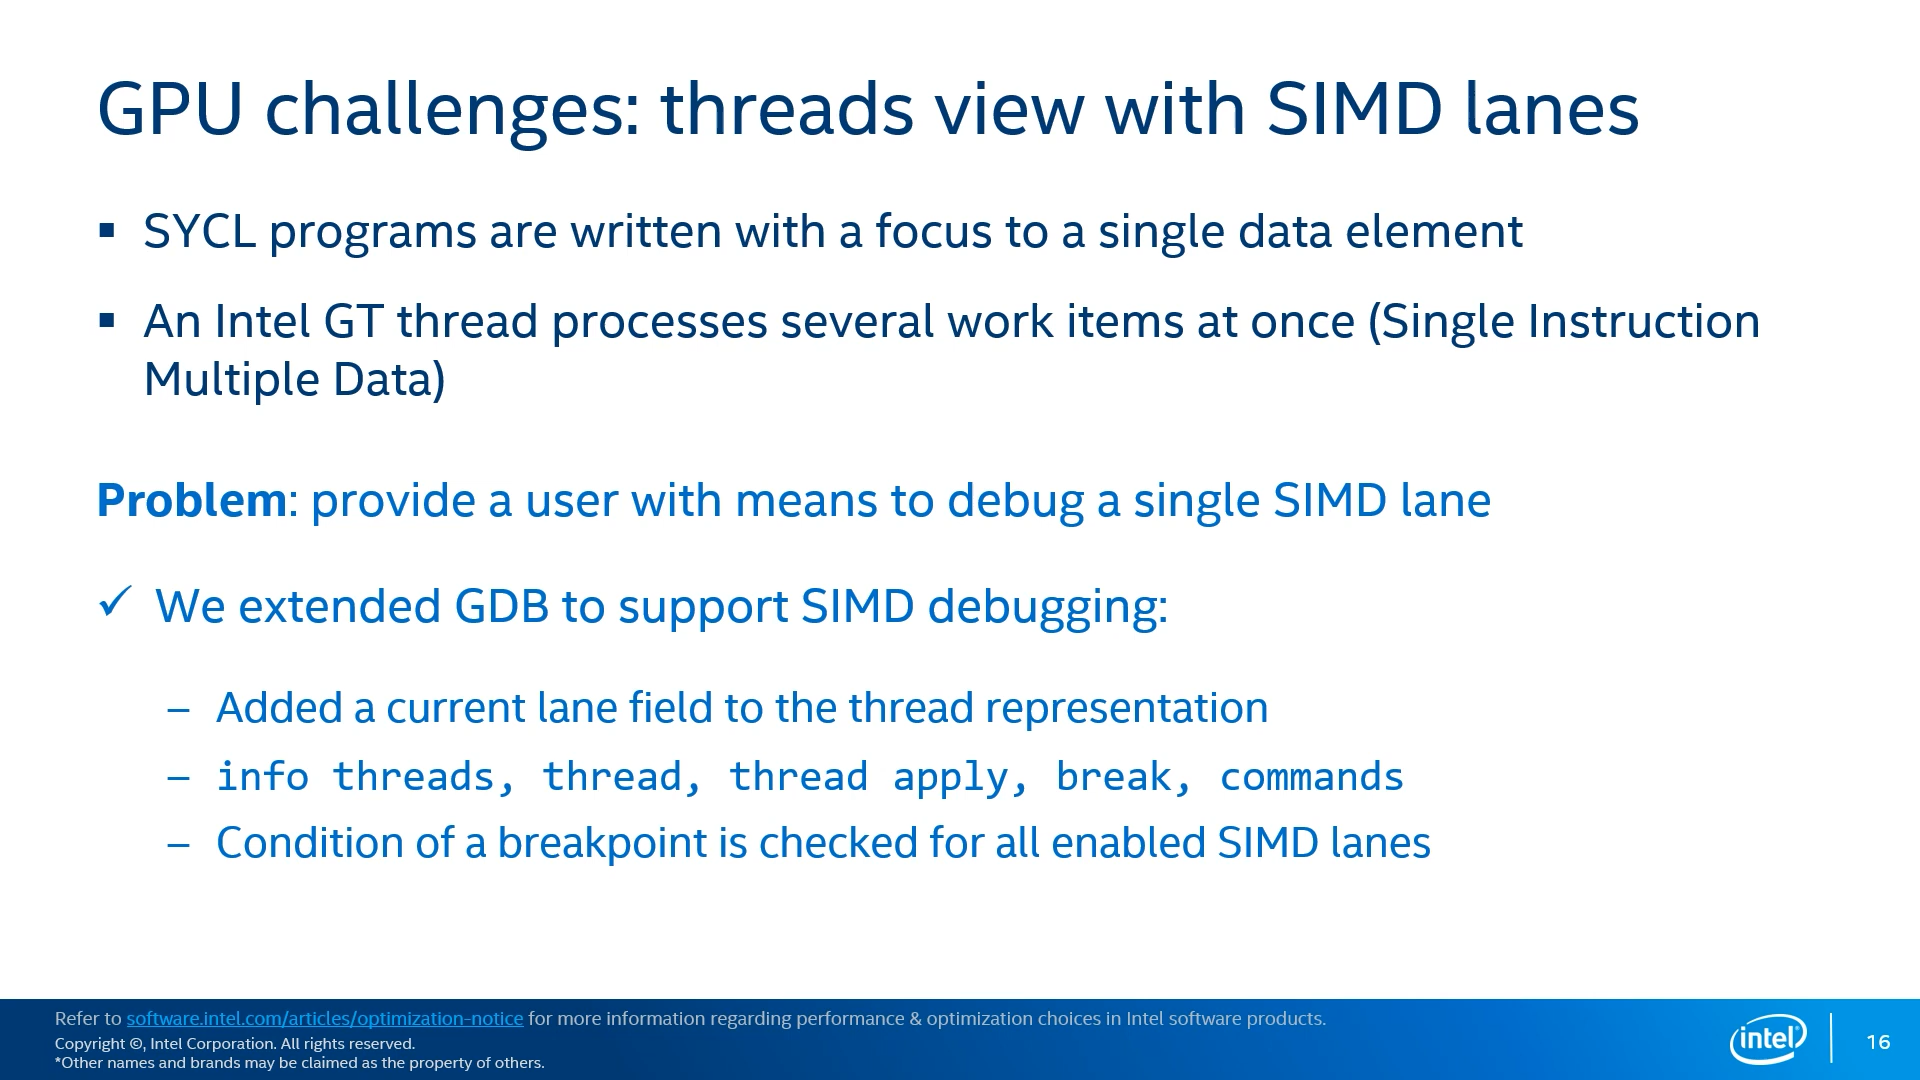 GPU challenges: threads view with SIMD lanes
▪ SYCL programs are written with a focus to a single data element
▪ An Intel GT thread processes several work items at once (Single Instruction
Multiple Data)
Problem: provide a user with means to debug a single SIMD lane
✓ We extended GDB to support SIMD debugging:
– Added a current lane field to the thread representation
– info threads, thread, thread apply, break, commands
– Condition of a breakpoint is checked for all enabled SIMD lanes
Refer to software.intel.com/articles/optimization-notice for more information regarding performance & optimization choices in Intel software products.
Copyright ©, Intel Corporation. All rights reserved.
*Other names and brands may be claimed as the property of others.
intel
16